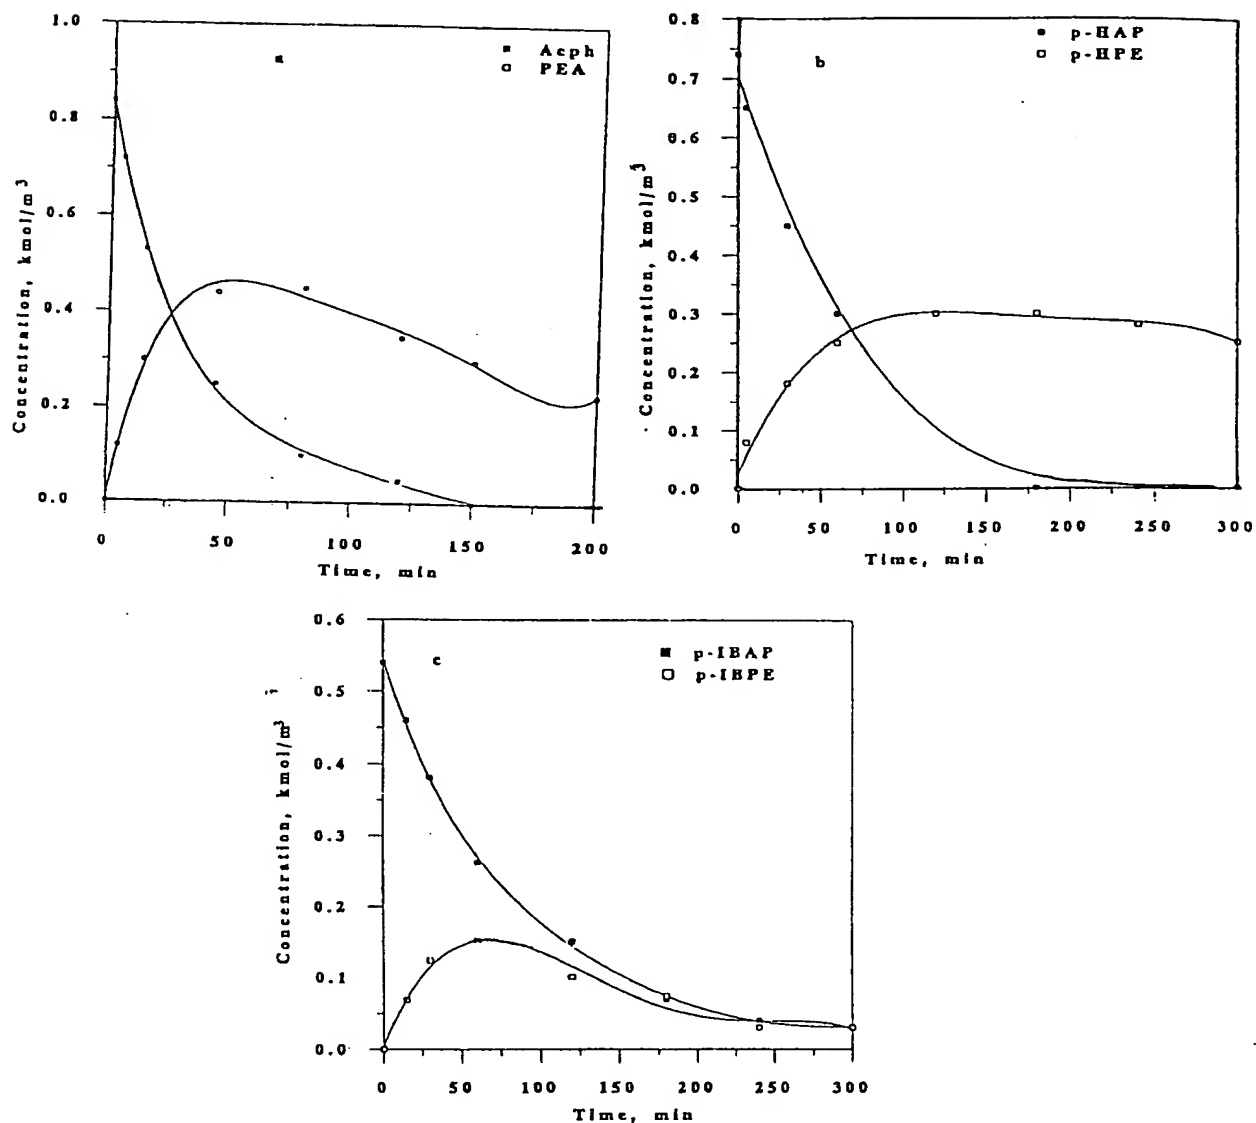 1.0
0.8
0.6
0.4
0.2
0.0
Concentration, kmol/m3
a
Acph
PEA
0
50
100
150
200
Time, min
0.8
0.7
0.6
0.5
0.4
0.3
0.2
0.1
0.0
Concentration, kmol/m3
b
p-HAP
p-HPE
0
50
100
150
200
250
300
Time, min
0.6
0.5
0.4
0.3
0.2
0.1
0.0
Concentration, kmol/m3
c
p-IBAP
p-IBPE
0
50
100
150
200
250
300
Time, min